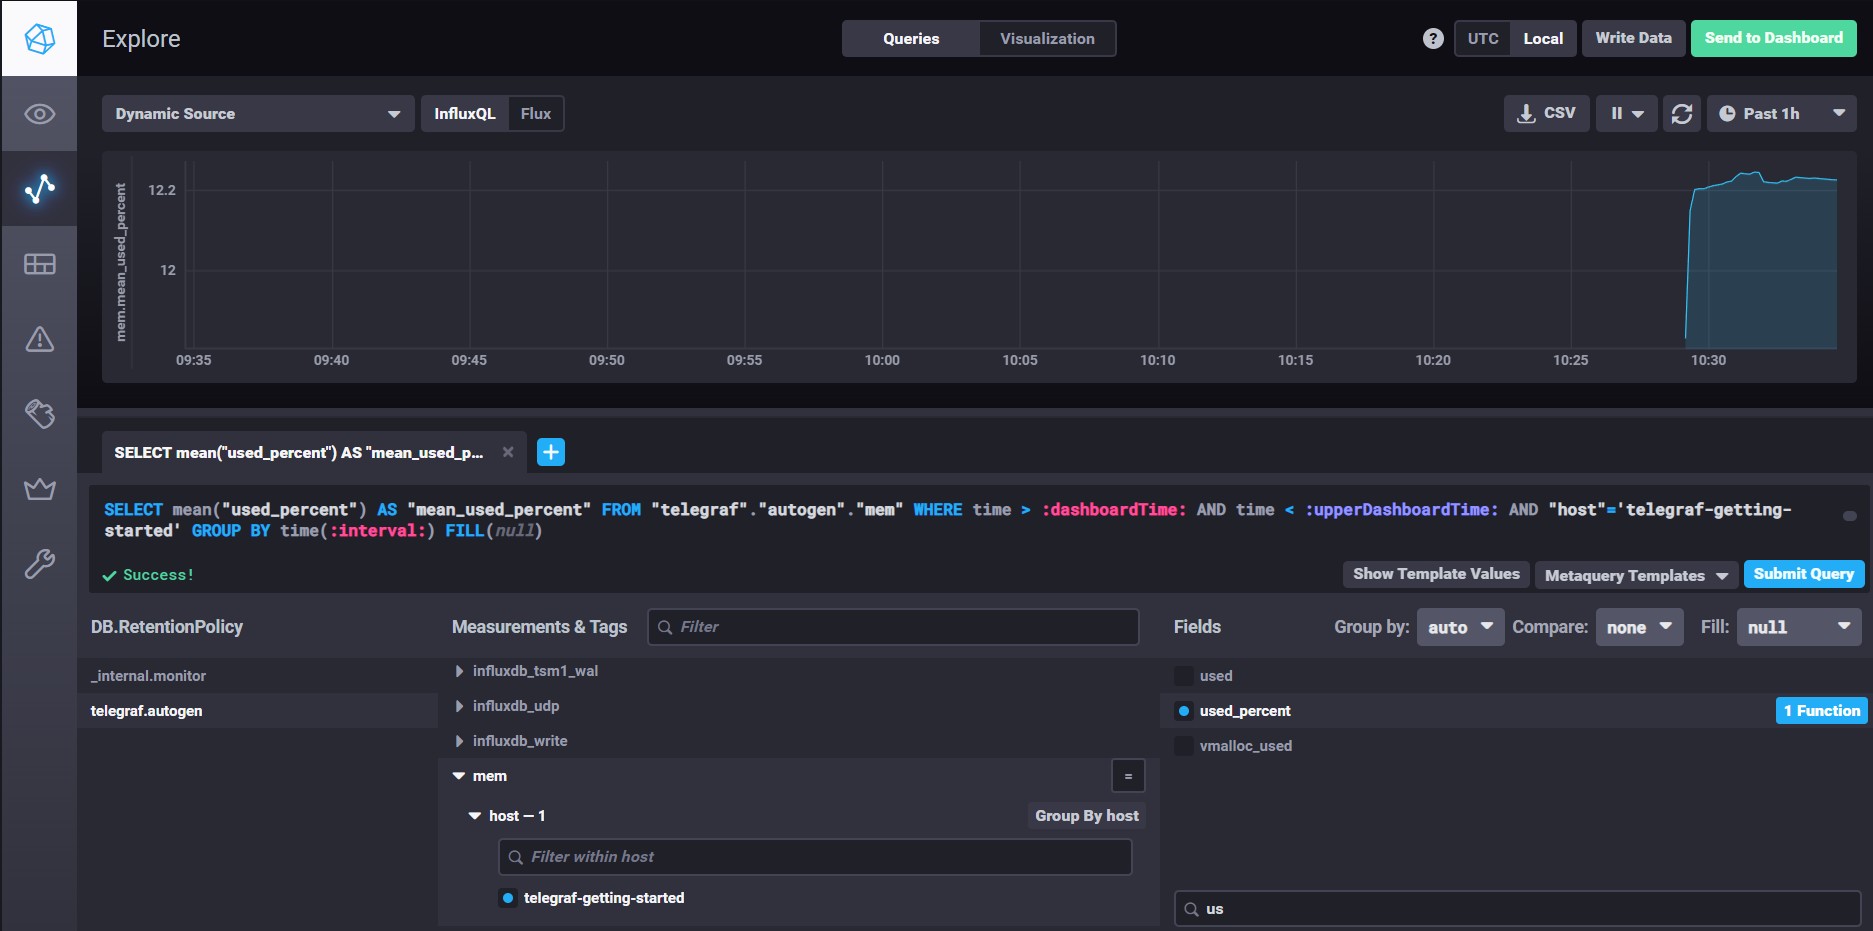 Explore
Queries
Visualization
?
UTC
Local
Write Data
Send to Dashboard
Dynamic Source
InfluxQL
Flux
CSV
Past 1h
mem.mean_used_percent
12.2
12
09:35
09:40
09:45
09:50
09:55
10:00
10:05
10:10
10:15
10:20
10:25
10:30
SELECT mean("used_percent") AS "mean_used_p...
SELECT mean("used_percent") AS "mean_used_percent" FROM "telegraf"."autogen"."mem" WHERE time > :dashboardTime: AND time < :upperDashboardTime: AND "host"='telegraf-getting-
started' GROUP BY time(:interval:) FILL(null)
Success!
Show Template Values
Metaquery Templates
Submit Query
DB.RetentionPolicy
_internal.monitor
telegraf.autogen
Measurements & Tags
Filter
influxdb_tsm1_wal
influxdb_udp
influxdb_write
mem
=
host – 1
Group By host
Filter within host
telegraf-getting-started
Fields
Group by:
auto
Compare:
none
Fill:
null
used
used_percent
1 Function
vmalloc_used
us